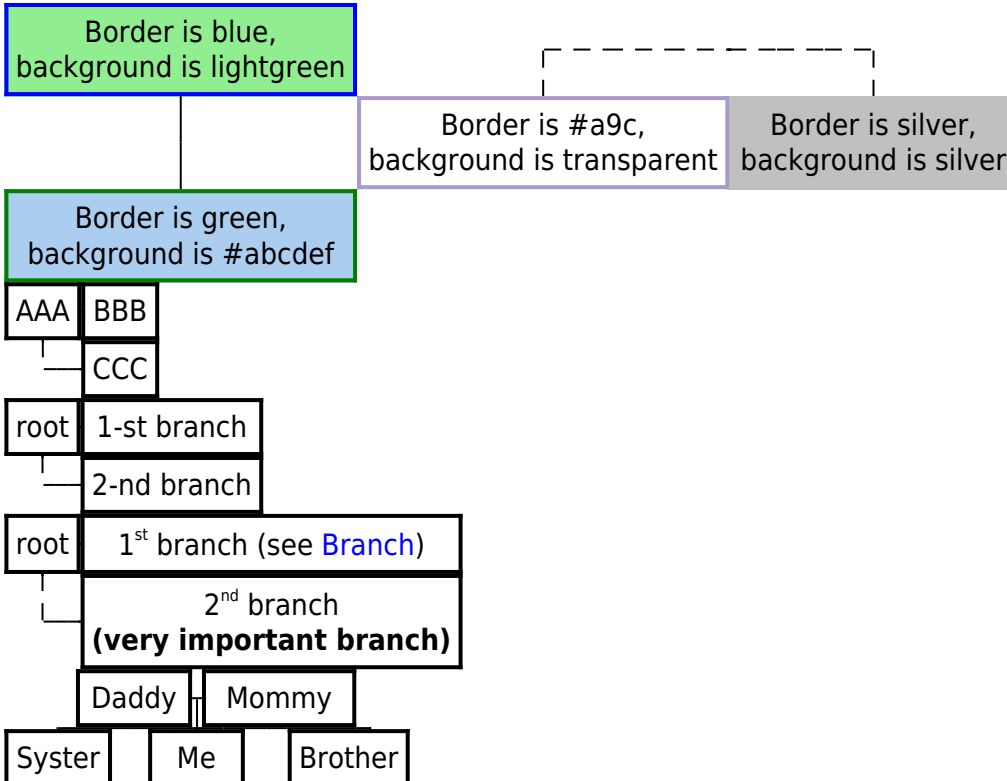 Border is blue,
background is lightgreen
Border is #a9c,
background is transparent
Border is silver,
background is silver
Border is green,
background is #abcdef
AAA BBB
CCC
root 1-st branch
2-nd branch
root 1st branch (see Branch)
2nd branch
(very important branch)
Daddy Mommy
Syster Me Brother